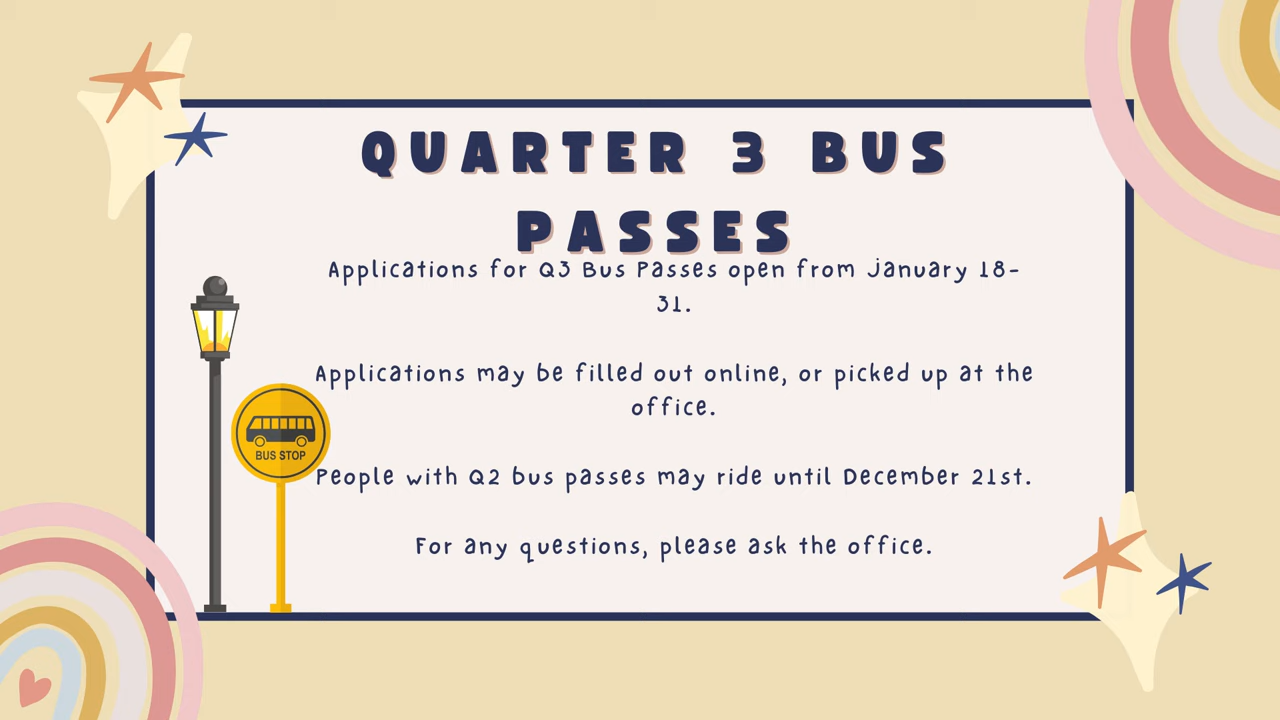 QUARTER 3 BUS
PASSES
Applications for Q3 Bus Passes open from January 18-
31.
Applications may be filled out online, or picked up at the
office.
BUS STOP
People with Q2 bus passes may ride until December 21st.
For any questions, please ask the office.